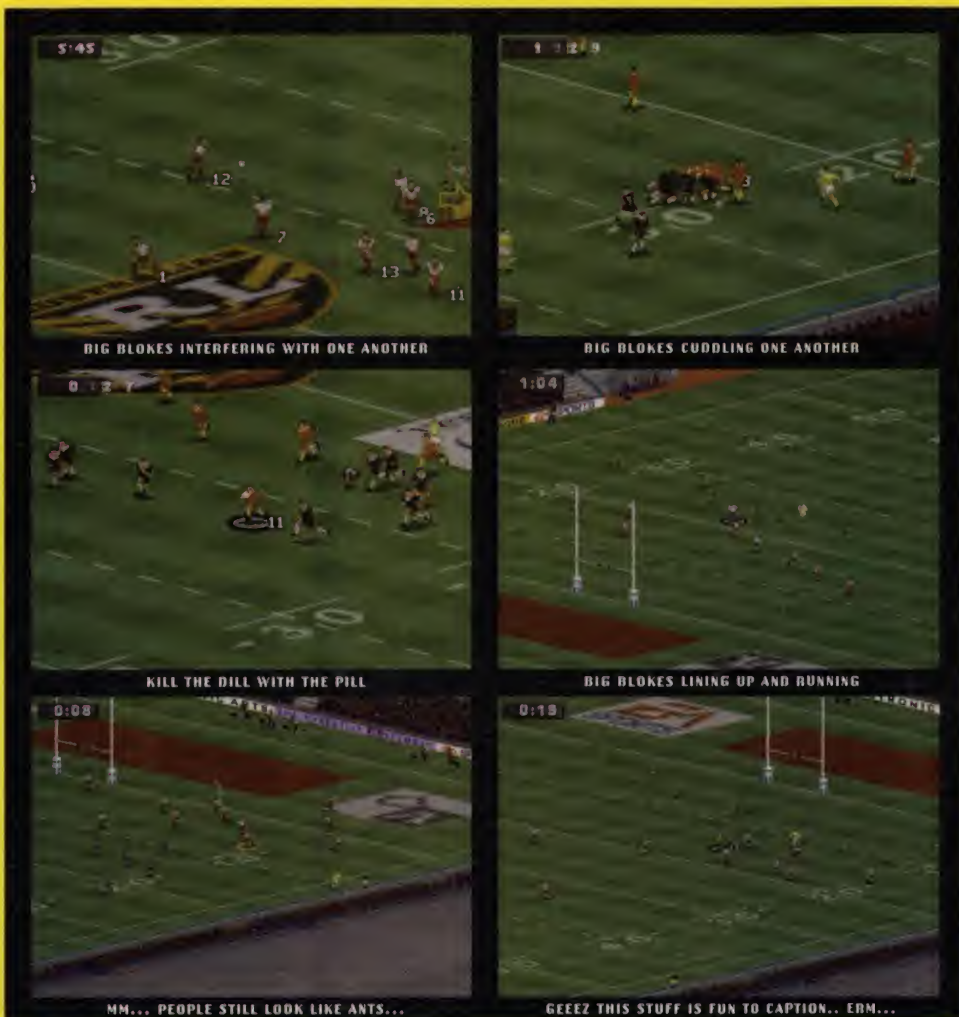 5:45
12
7
1
8
6
13
11
ARL
BIG BLOKES INTERFERING WITH ONE ANOTHER
3
BIG BLOKES CUDDLING ONE ANOTHER
11
KILL THE DILL WITH THE PILL
1:04
BIG BLOKES LINING UP AND RUNNING
0:08
MM... PEOPLE STILL LOOK LIKE ANTS...
0:19
GEEEZ THIS STUFF IS FUN TO CAPTION.. ERM...